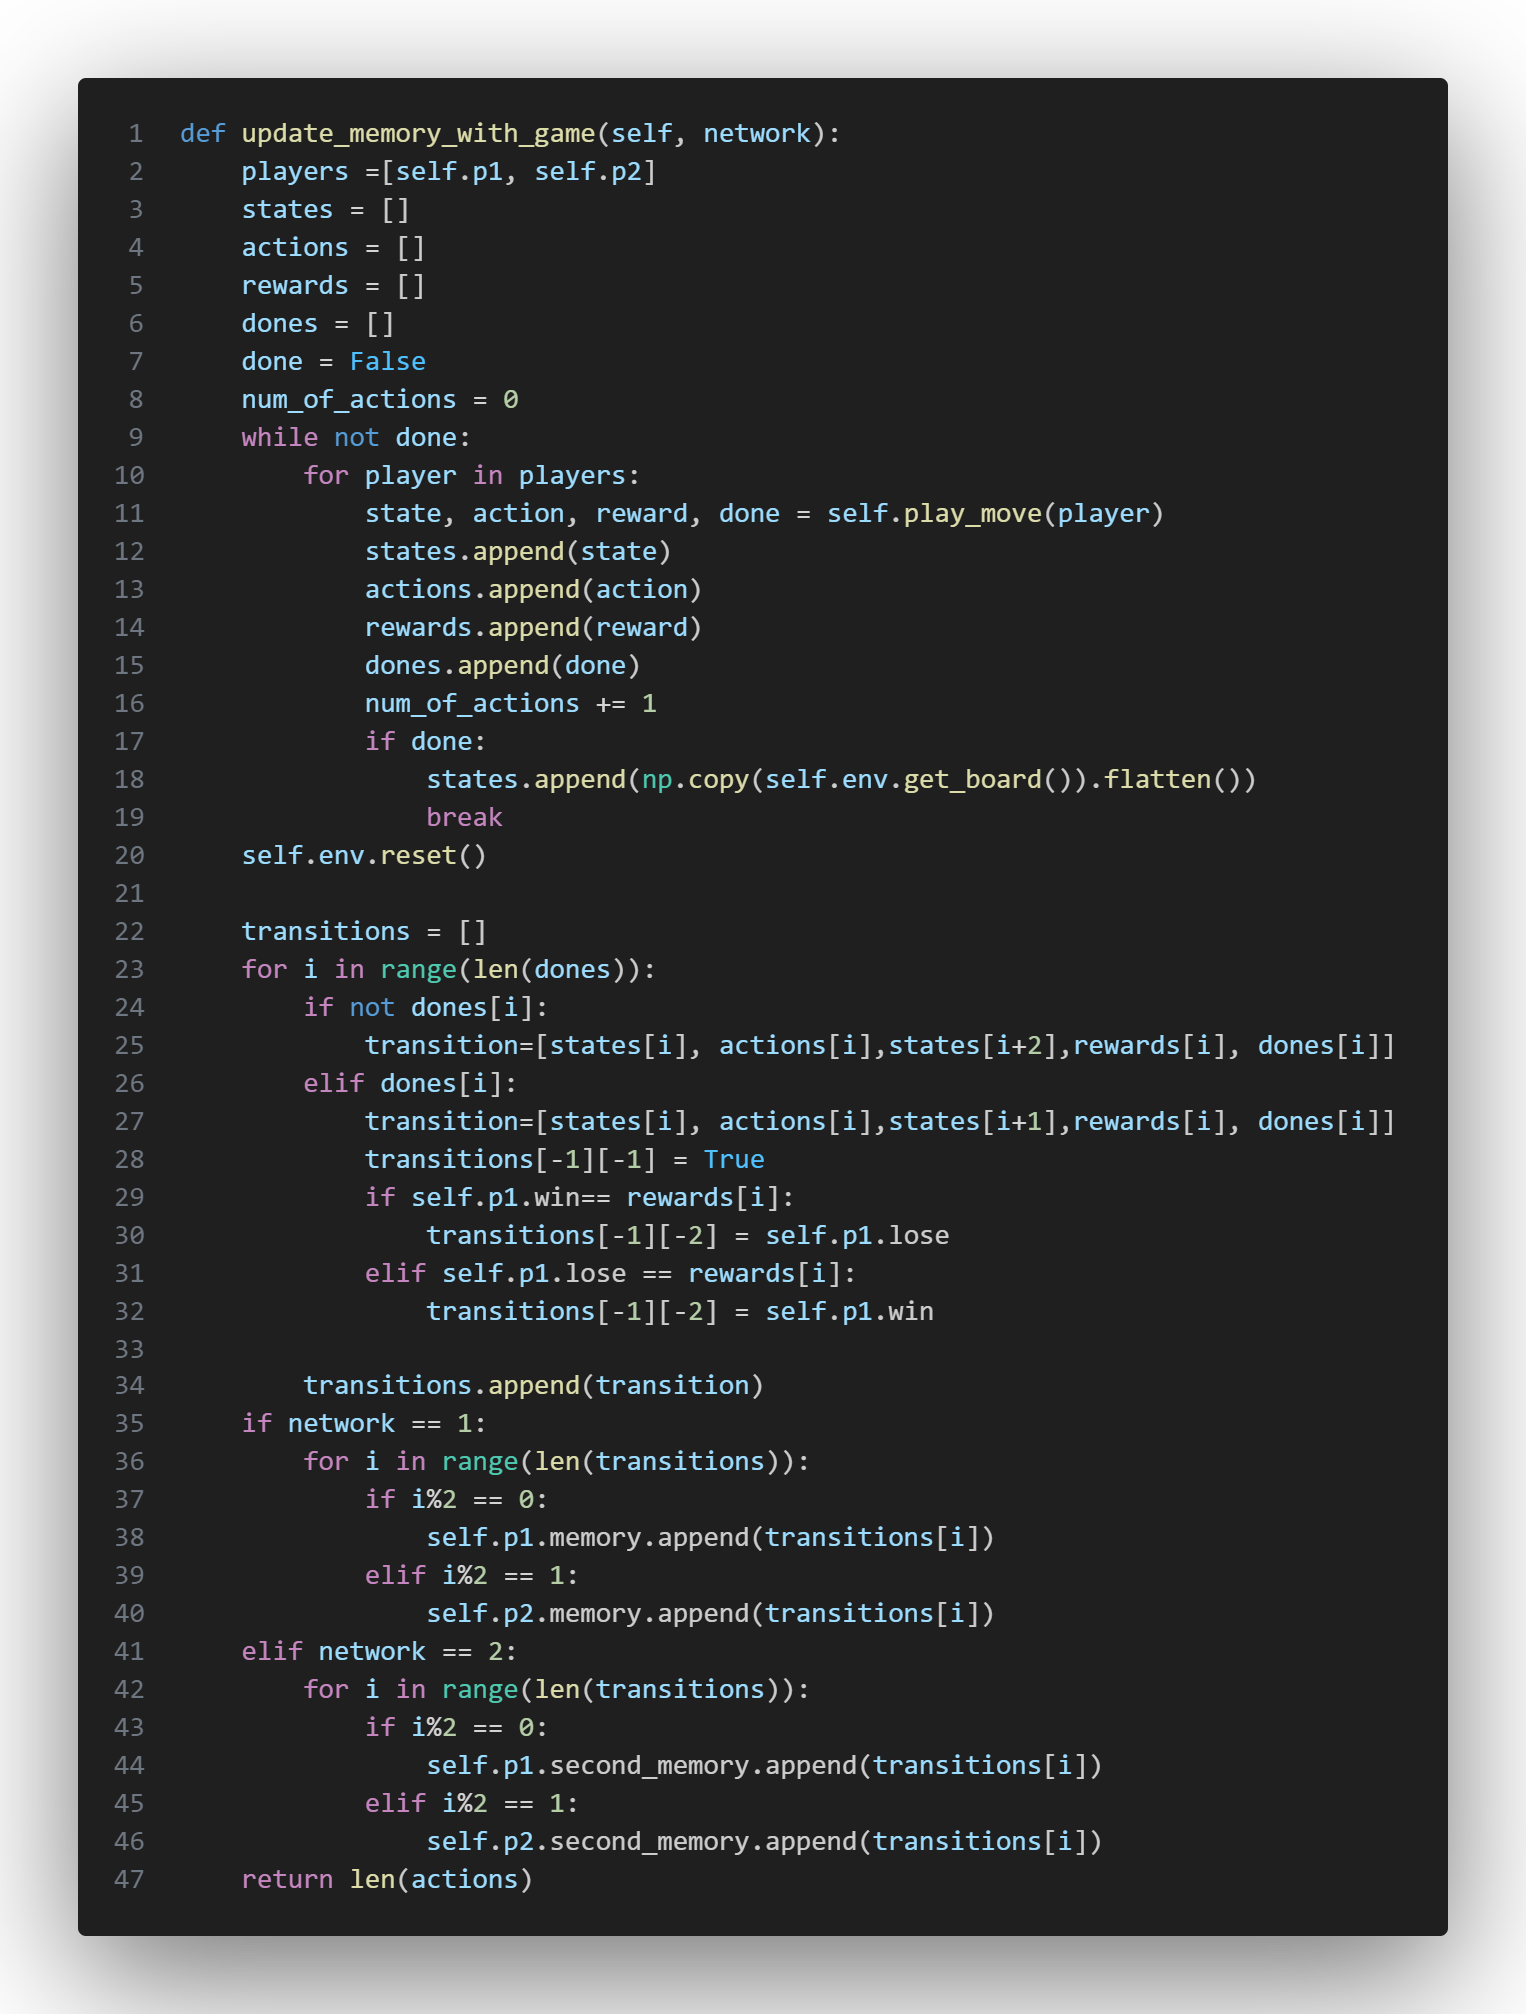 1 def update_memory_with_game(self, network):
2     players =[self.p1, self.p2]
3     states = []
4     actions = []
5     rewards = []
6     dones = []
7     done = False
8     num_of_actions = 0
9     while not done:
10         for player in players:
11             state, action, reward, done = self.play_move(player)
12             states.append(state)
13             actions.append(action)
14             rewards.append(reward)
15             dones.append(done)
16             num_of_actions += 1
17             if done:
18                 states.append(np.copy(self.env.get_board()).flatten())
19                 break
20     self.env.reset()
21
22     transitions = []
23     for i in range(len(dones)):
24         if not dones[i]:
25             transition=[states[i], actions[i],states[i+2],rewards[i], dones[i]]
26         elif dones[i]:
27             transition=[states[i], actions[i],states[i+1],rewards[i], dones[i]]
28             transitions[-1][-1] = True
29             if self.p1.win== rewards[i]:
30                 transitions[-1][-2] = self.p1.lose
31             elif self.p1.lose == rewards[i]:
32                 transitions[-1][-2] = self.p1.win
33
34         transitions.append(transition)
35     if network == 1:
36         for i in range(len(transitions)):
37             if i%2 == 0:
38                 self.p1.memory.append(transitions[i])
39             elif i%2 == 1:
40                 self.p2.memory.append(transitions[i])
41     elif network == 2:
42         for i in range(len(transitions)):
43             if i%2 == 0:
44                 self.p1.second_memory.append(transitions[i])
45             elif i%2 == 1:
46                 self.p2.second_memory.append(transitions[i])
47     return len(actions)